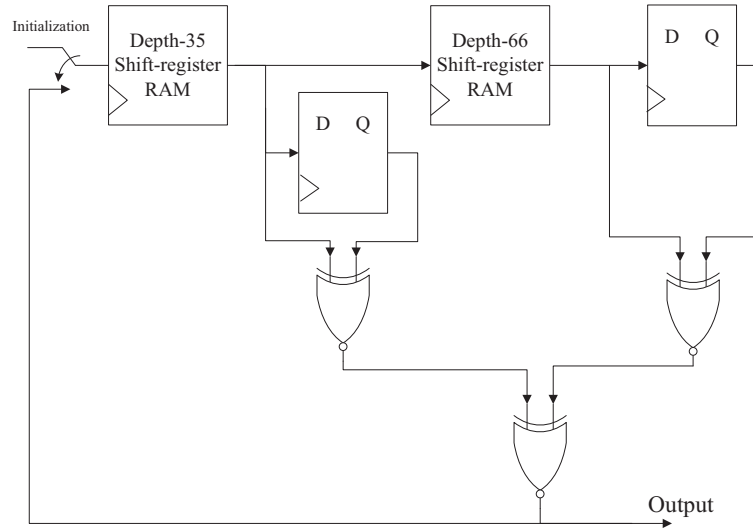 Initialization
Depth-35
Shift-register
RAM
Depth-66
Shift-register
RAM
D Q
D Q
Output